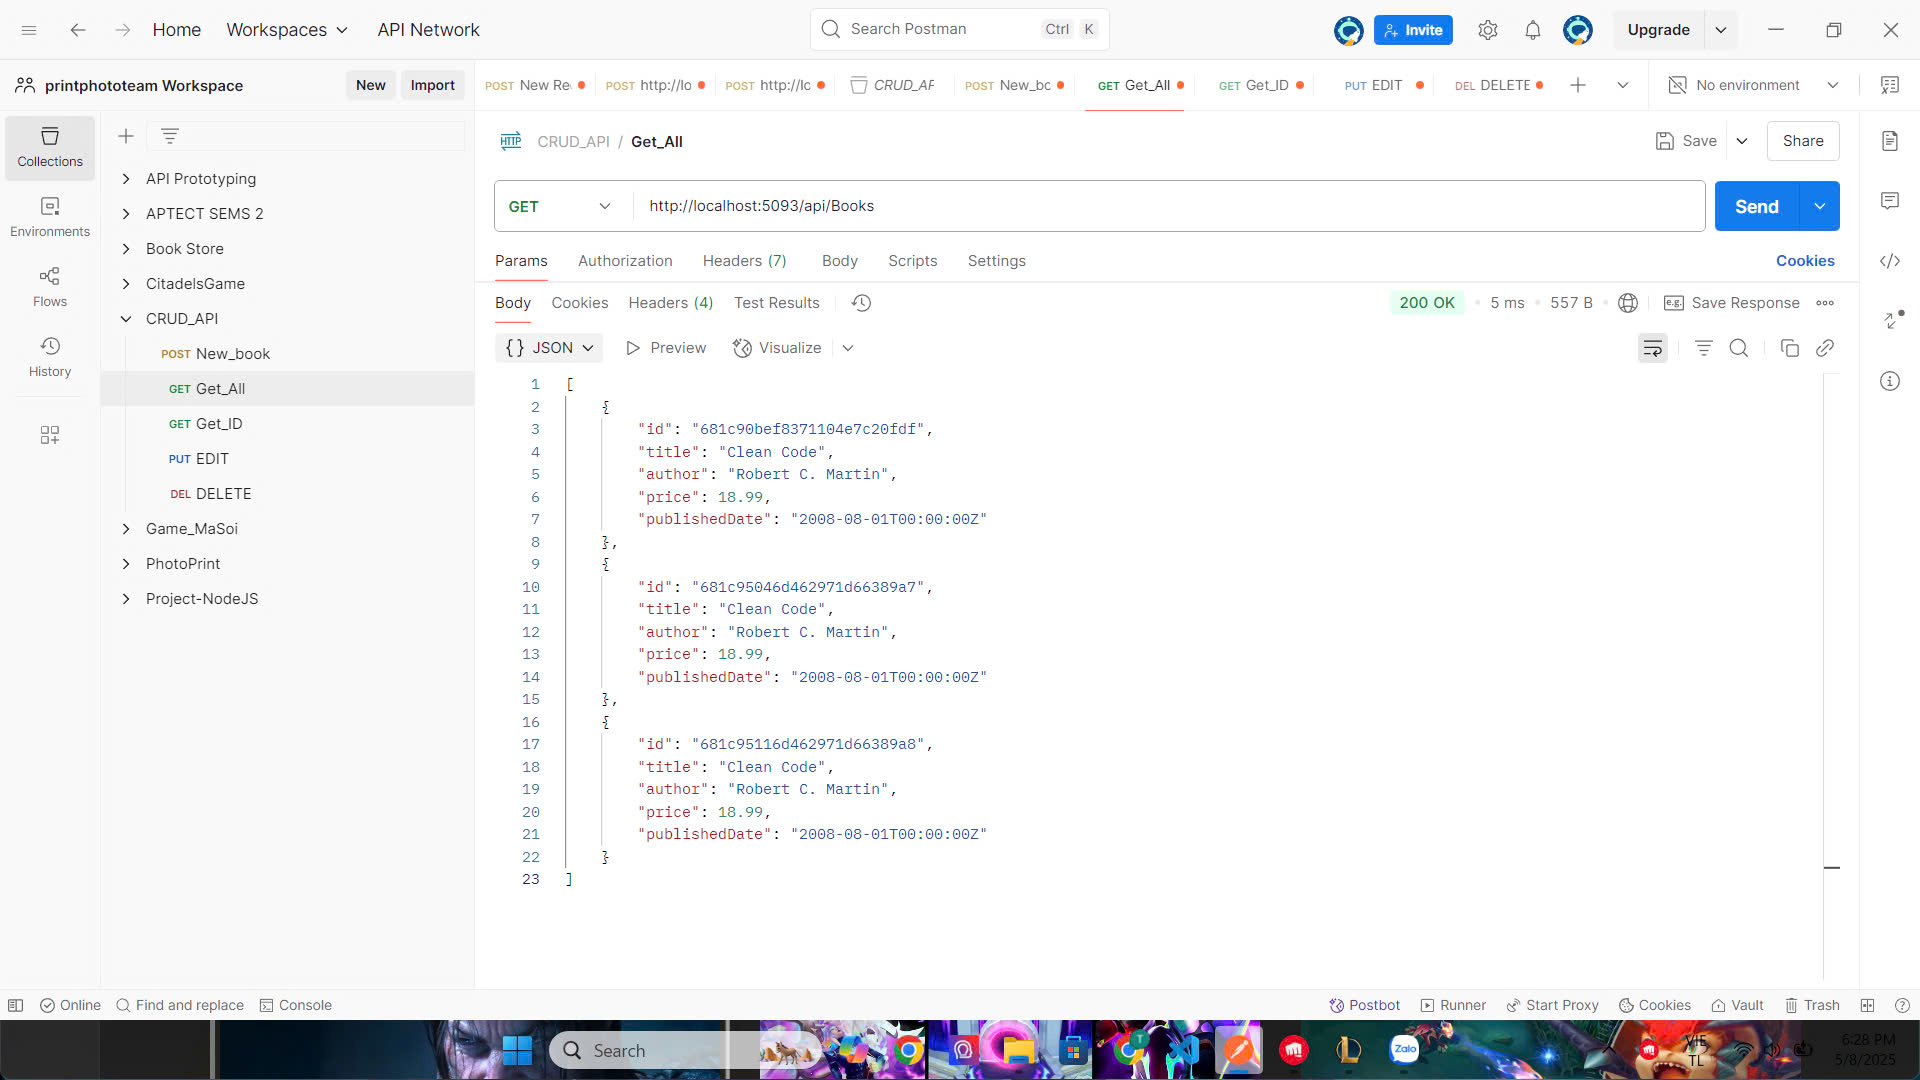 Home Workspaces API Network Search Postman Ctrl K Invite Upgrade
printphototeam Workspace New Import POST New Re POST http://lo POST http://lc CRUD_AF POST New_bc GET Get_All GET Get_ID PUT EDIT DEL DELETE No environment
Collections
Environments
Flows
History
API Prototyping
APTECT SEMS 2
Book Store
CitadelsGame
CRUD_API
POST New_book
GET Get_All
GET Get_ID
PUT EDIT
DEL DELETE
Game_MaSoi
PhotoPrint
Project-NodeJS
HTTP CRUD_API / Get_All Save Share
GET http://localhost:5093/api/Books Send
Params Authorization Headers (7) Body Scripts Settings Cookies
Body Cookies Headers (4) Test Results 200 OK 5 ms 557 B e.g. Save Response
{} JSON Preview Visualize
1 [
2 {
3 "id": "681c90bef8371104e7c20fdf",
4 "title": "Clean Code",
5 "author": "Robert C. Martin",
6 "price": 18.99,
7 "publishedDate": "2008-08-01T00:00:00Z"
8 },
9 {
10 "id": "681c95046d462971d66389a7",
11 "title": "Clean Code",
12 "author": "Robert C. Martin",
13 "price": 18.99,
14 "publishedDate": "2008-08-01T00:00:00Z"
15 },
16 {
17 "id": "681c95116d462971d66389a8",
18 "title": "Clean Code",
19 "author": "Robert C. Martin",
20 "price": 18.99,
21 "publishedDate": "2008-08-01T00:00:00Z"
22 }
23 ]
Online Find and replace Console Postbot Runner Start Proxy Cookies Vault Trash
Search T Zalo VIE 6:28 PM
TL 5/8/2025